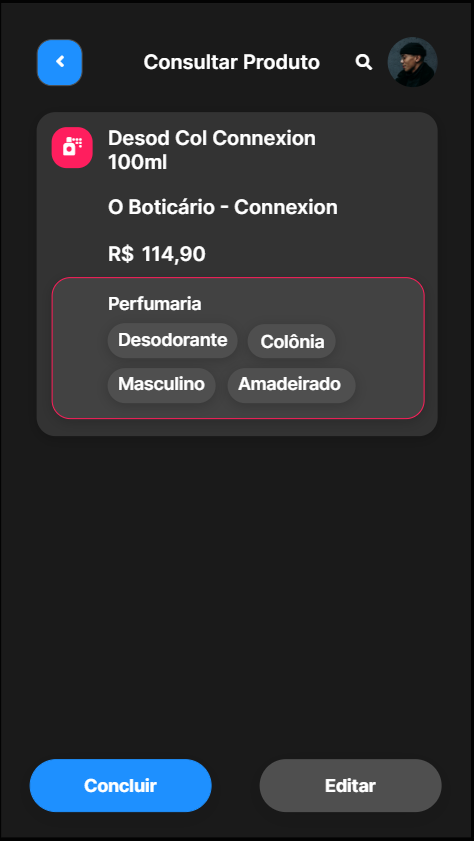 Consultar Produto
Desod Col Connexion
100ml
O Boticário - Connexion
R$ 114,90
Perfumaria
Desodorante Colônia
Masculino Amadeirado
Concluir Editar